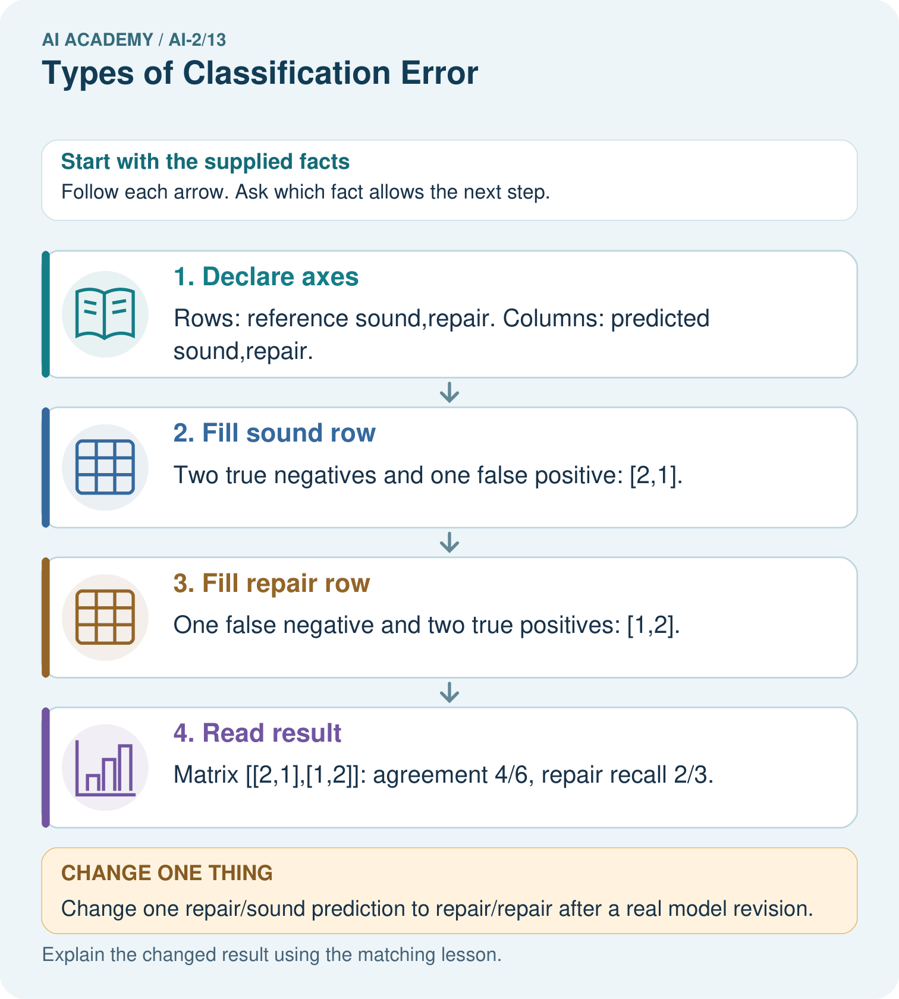 AI ACADEMY / AI-2/13
Types of Classification Error
Start with the supplied facts
Follow each arrow. Ask which fact allows the next step.
1. Declare axes
Rows: reference sound,repair. Columns: predicted
sound,repair.
2. Fill sound row
Two true negatives and one false positive: [2,1].
3. Fill repair row
One false negative and two true positives: [1,2].
4. Read result
Matrix [[2,1],[1,2]]: agreement 4/6, repair recall 2/3.
CHANGE ONE THING
Change one repair/sound prediction to repair/repair after a real model revision.
Explain the changed result using the matching lesson.